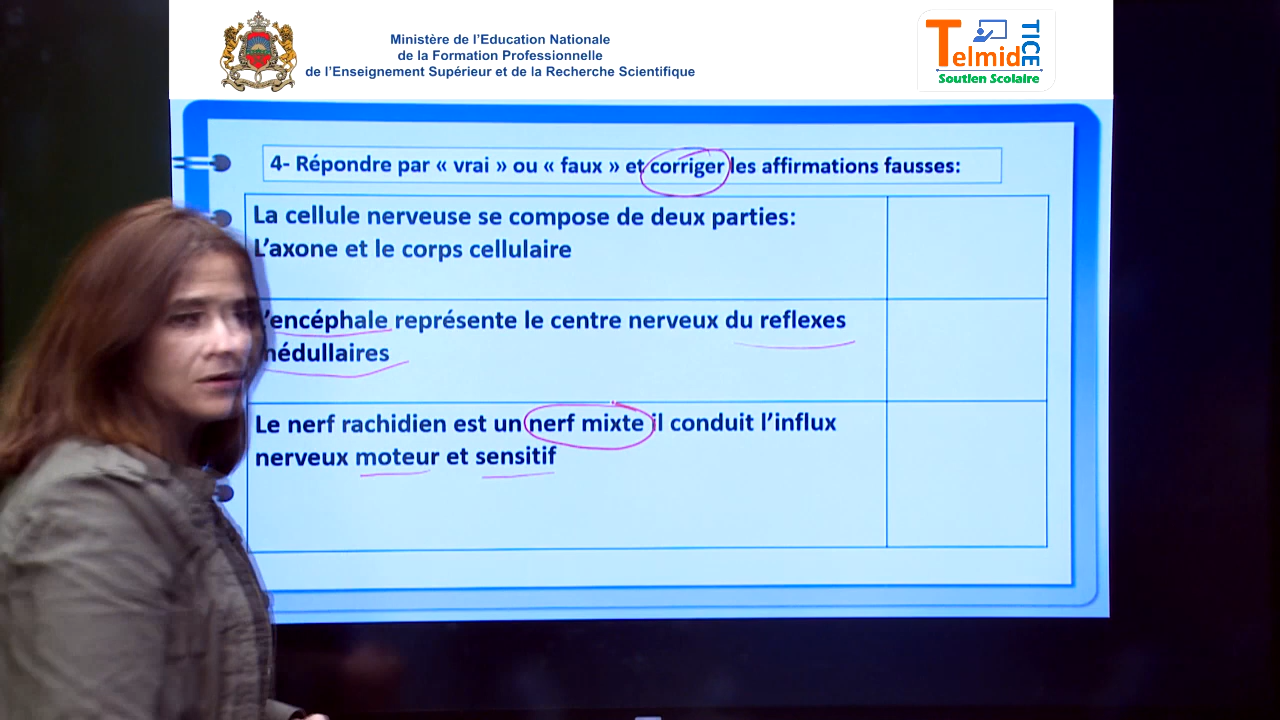 Ministère de l'Education Nationale
de la Formation Professionnelle
de l'Enseignement Supérieur et de la Recherche Scientifique
Telmid TICE
Soutien Scolaire
4- Répondre par « vrai » ou « faux » et corriger les affirmations fausses:
La cellule nerveuse se compose de deux parties:
L'axone et le corps cellulaire
'encéphale représente le centre nerveux du reflexes
médullaires
Le nerf rachidien est un nerf mixte il conduit l'influx
nerveux moteur et sensitif